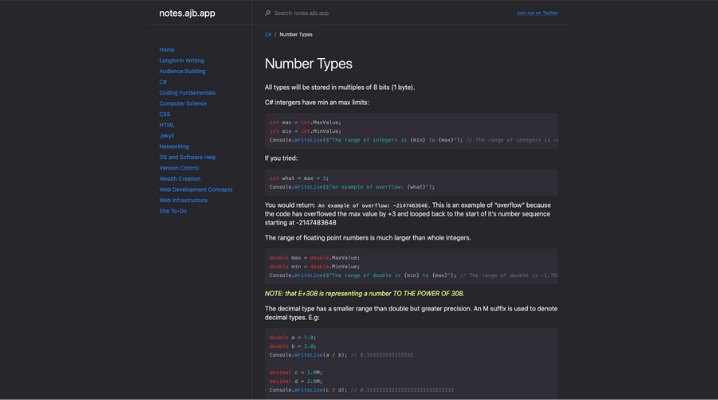 notes.ajb.app
Search notes.ajb.app
Join me on Twitter
Home
Longform Writing
Audience Building
C#
Coding Fundamentals
Computer Science
CSS
HTML
Jekyll
Networking
OS and Software Help
Version Control
Wealth Creation
Web Development Concepts
Web Infrastructure
Site To-Do
C# / Number Types
Number Types
All types will be stored in multiples of 8 bits (1 byte).
C# intergers have min an max limits:
int max = int.MaxValue;
int min = int.MinValue;
Console.WriteLine($"The range of integers is {min} to {max}"); // The range of integers is -
If you tried:
int what = max + 3;
Console.WriteLine($"An example of overflow: {what}");
You would return: An example of overflow: -2147483646. This is an example of "overflow" because
the code has overflowed the max value by +3 and looped back to the start of it's number sequence
starting at -2147483648
The range of floating point numbers is much larger than whole integers.
double max = double.MaxValue;
double min = double.MinValue;
Console.WriteLine($"The range of double is {min} to {max}"); // The range of double is -1.79
NOTE: that E+308 is representing a number TO THE POWER OF 308.
The decimal type has a smaller range than double but greater precision. An M suffix is used to denote
decimal types. E.g:
double a = 1.0;
double b = 3.0;
Console.WriteLine(a / b); // 0.333333333333333
decimal c = 1.0M;
decimal d = 3.0M;
Console.WriteLine(c / d); // 0.3333333333333333333333333333